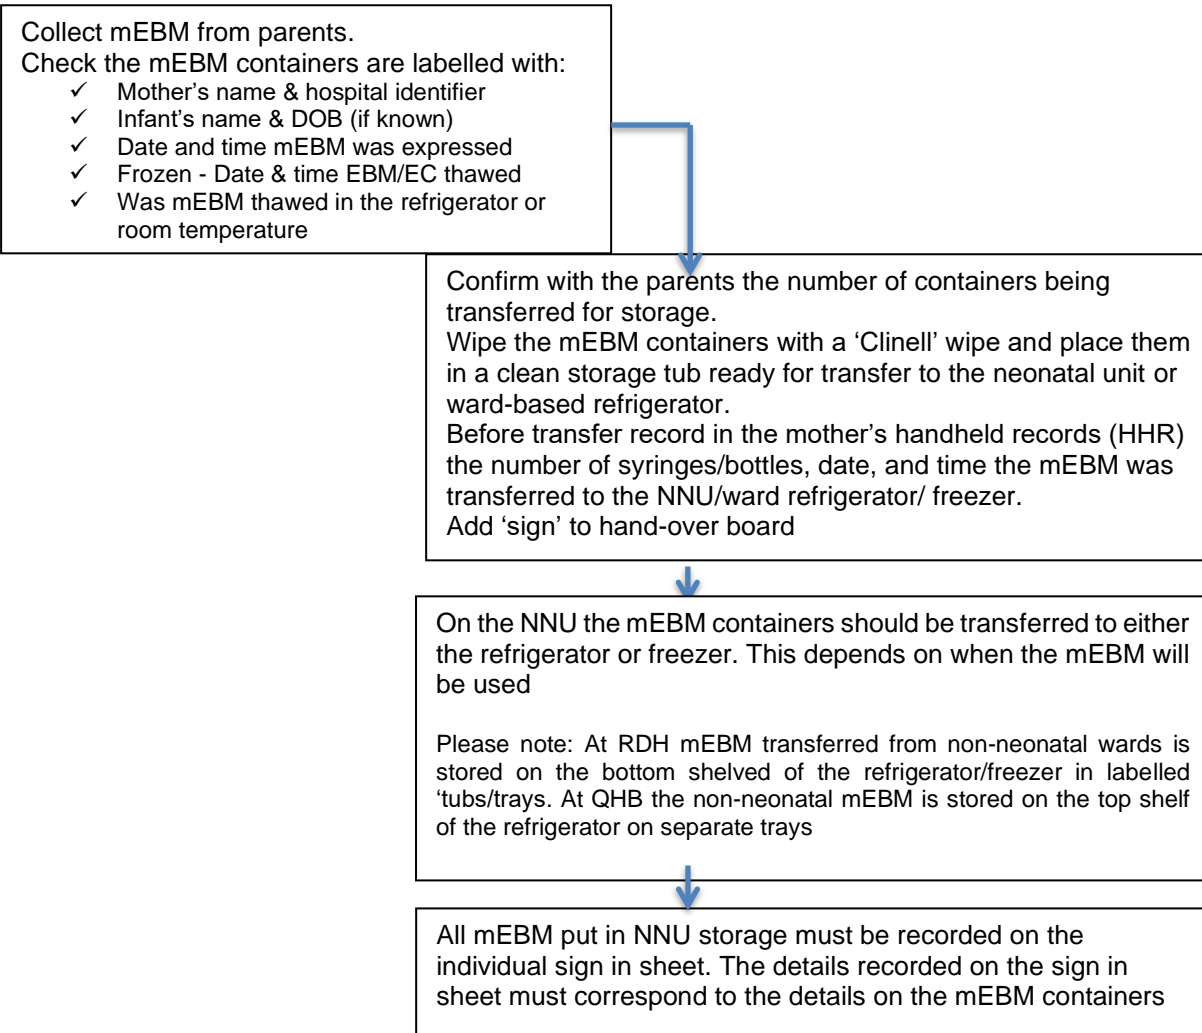 Collect mEBM from parents.
Check the mEBM containers are labelled with:
✓ Mother's name & hospital identifier
✓ Infant's name & DOB (if known)
✓ Date and time mEBM was expressed
✓ Frozen - Date & time EBM/EC thawed
✓ Was mEBM thawed in the refrigerator or
room temperature
Confirm with the parents the number of containers being
transferred for storage.
Wipe the mEBM containers with a ‘Clinell’ wipe and place them
in a clean storage tub ready for transfer to the neonatal unit or
ward-based refrigerator.
Before transfer record in the mother’s handheld records (HHR)
the number of syringes/bottles, date, and time the mEBM was
transferred to the NNU/ward refrigerator/ freezer.
Add ‘sign’ to hand-over board
On the NNU the mEBM containers should be transferred to either
the refrigerator or freezer. This depends on when the mEBM will
be used
Please note: At RDH mEBM transferred from non-neonatal wards is
stored on the bottom shelved of the refrigerator/freezer in labelled
‘tubs/trays. At QHB the non-neonatal mEBM is stored on the top shelf
of the refrigerator on separate trays
All mEBM put in NNU storage must be recorded on the
individual sign in sheet. The details recorded on the sign in
sheet must correspond to the details on the mEBM containers